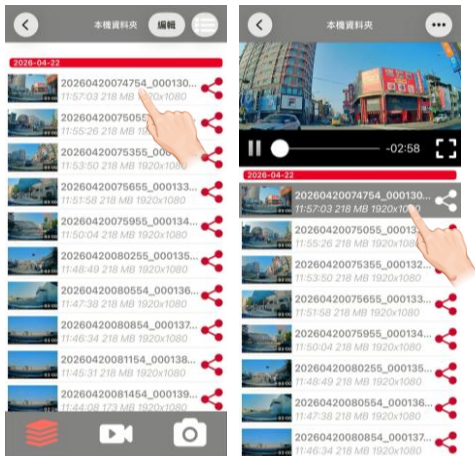 本機資料夾 編輯
2026-04-22
20260420074754_000130...
11:57:03 218 MB 1920x1080
20260420075055
11:55:26 218 MB 1920x1080
20260420075355_000
11:53:50 218 MB 1920x1080
20260420075655_000133...
11:51:58 218 MB 1920x1080
20260420075955_000134...
11:50:04 218 MB 1920x1080
20260420080255_000135...
11:48:49 218 MB 1920x1080
20260420080554_000136...
11:47:38 218 MB 1920x1080
20260420080854_000137...
11:46:34 218 MB 1920x1080
20260420081154_000138...
11:45:31 218 MB 1920x1080
20260420081454_000139...
11:44:08 173 MB 1920x1080
本機資料夾
-02:58
2026-04-22
20260420074754_000130...
11:57:03 218 MB 1920x1080
20260420075055_00013
11:55:26 218 MB 1920x1080
20260420075355_000132...
11:53:50 218 MB 1920x1080
20260420075655_000133...
11:51:58 218 MB 1920x1080
20260420075955_000134...
11:50:04 218 MB 1920x1080
20260420080255_000135...
11:48:49 218 MB 1920x1080
20260420080554_000136...
11:47:38 218 MB 1920x1080
20260420080854_000137...
11:46:34 218 MB 1920x1080